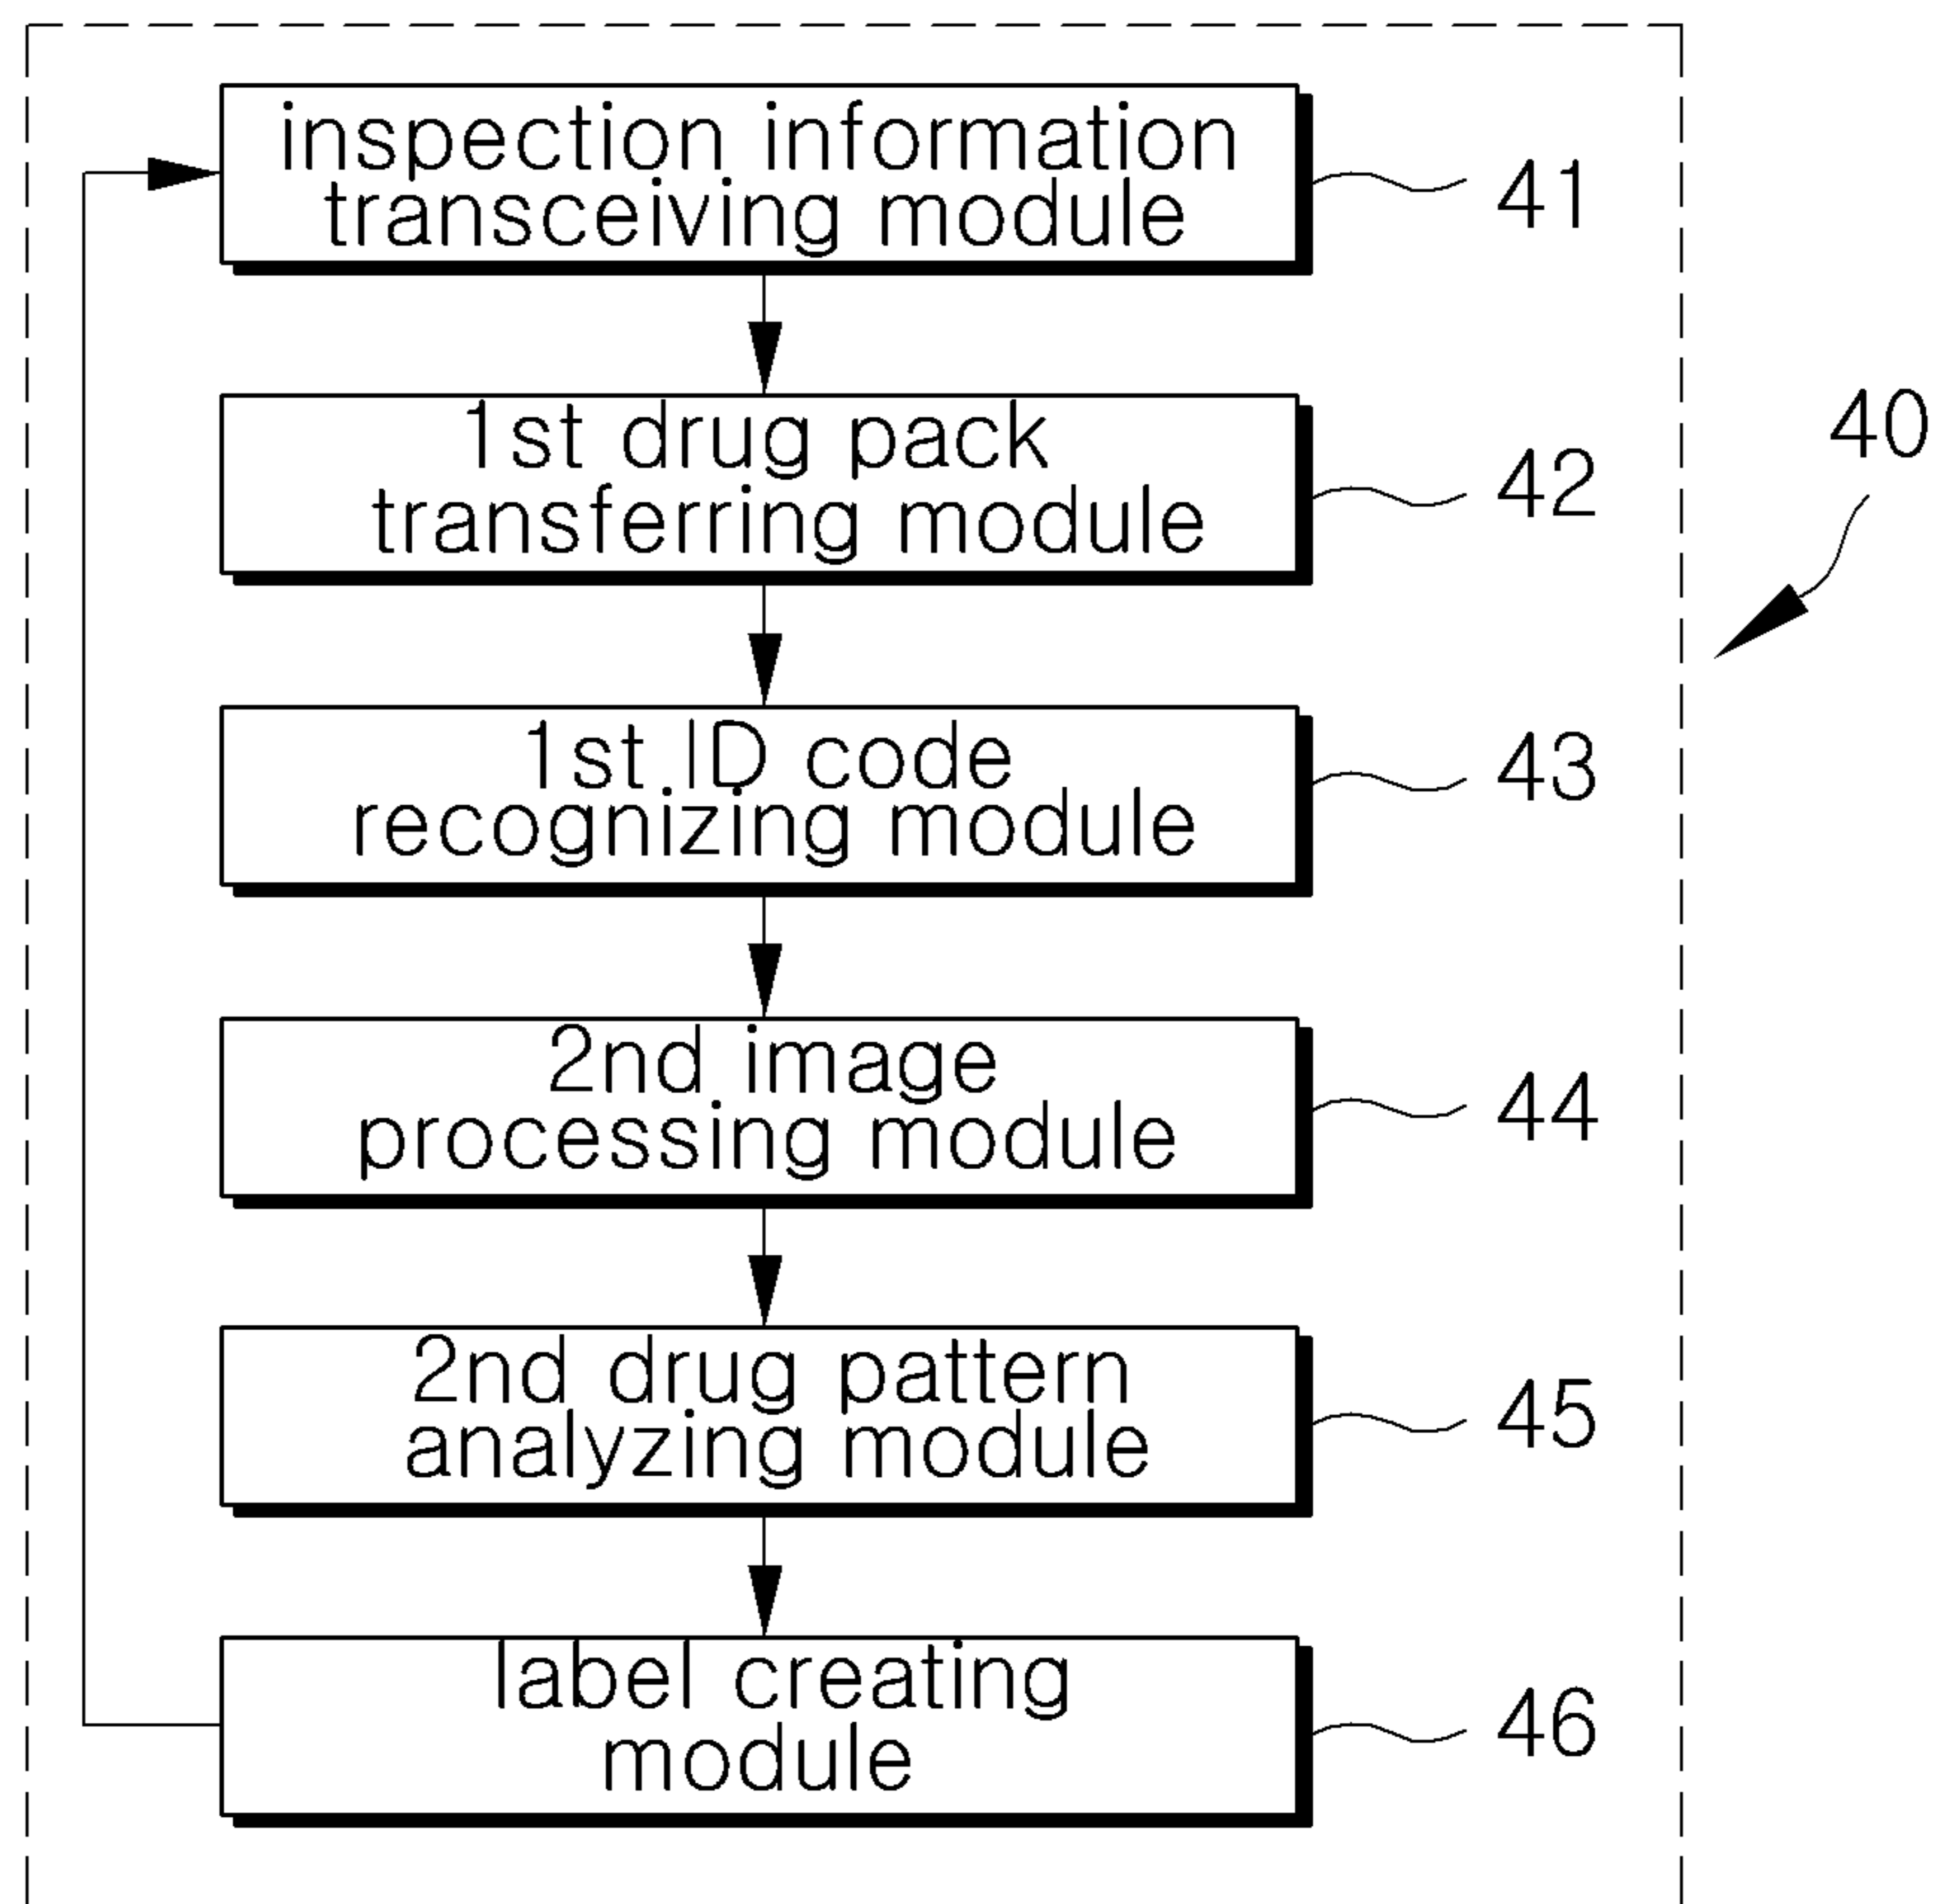 inspection information
transceiving module
41
1st drug pack
transferring module
42
40
1st ID code
recognizing module
43
2nd image
processing module
44
2nd drug pattern
analyzing module
45
label creating
module
46